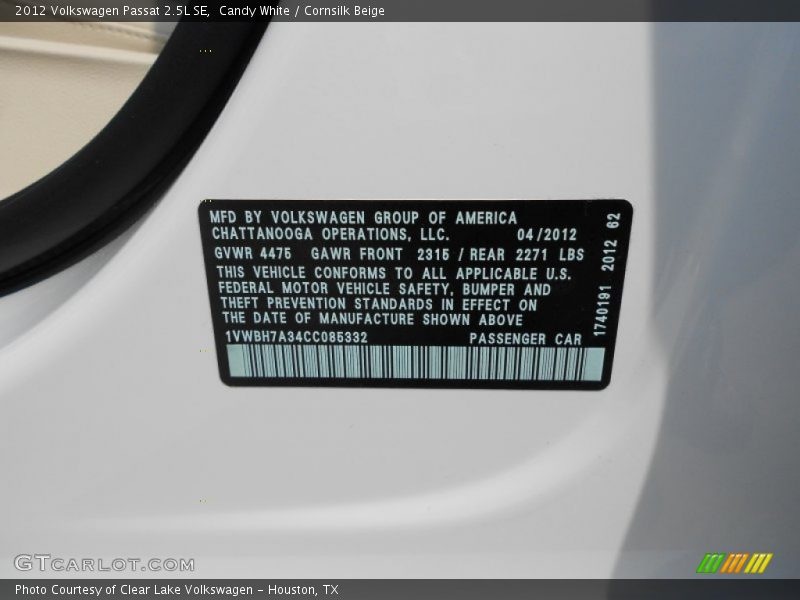 2012 Volkswagen Passat 2.5L SE, Candy White / Cornsilk Beige
MFD BY VOLKSWAGEN GROUP OF AMERICA
CHATTANOOGA OPERATIONS, LLC. 04/2012
GVWR 4475 GAWR FRONT 2315 / REAR 2271 LBS
THIS VEHICLE CONFORMS TO ALL APPLICABLE U.S.
FEDERAL MOTOR VEHICLE SAFETY, BUMPER AND
THEFT PREVENTION STANDARDS IN EFFECT ON
THE DATE OF MANUFACTURE SHOWN ABOVE
1VWBH7A34CC085332 PASSENGER CAR
1740191 2012 62
GTCARLOT.COM
Photo Courtesy of Clear Lake Volkswagen - Houston, TX